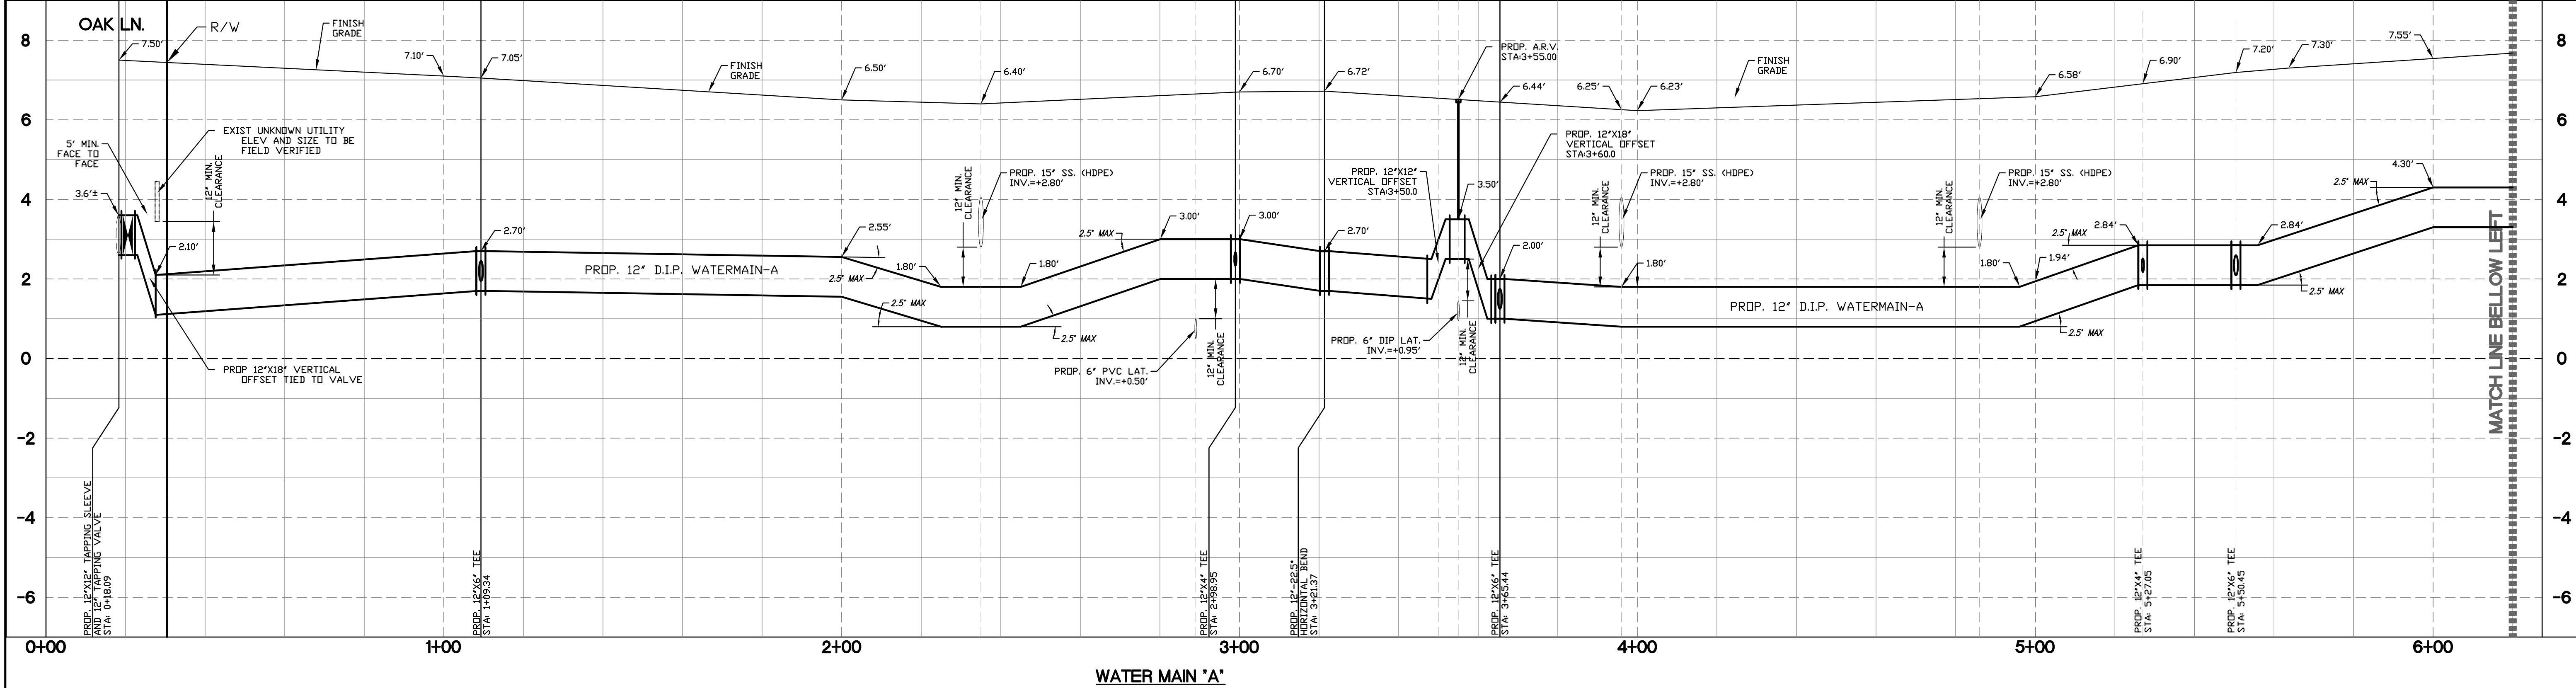 OAK LN.
R/W
FINISH
GRADE
7.50'
7.10'
7.05'
FINISH
GRADE
6.50'
6.40'
6.70'
6.72'
PROP. A.R.V.
STA:3+55.00
6.44'
6.25'
6.23'
FINISH
GRADE
6.58'
6.90'
7.20'
7.30'
7.55'
8
6
4
2
0
-2
-4
-6
8
6
4
2
0
-2
-4
-6
5' MIN.
FACE TO
FACE
EXIST UNKNOWN UTILITY
ELEV AND SIZE TO BE
FIELD VERIFIED
12" MIN.
CLEARANCE
3.6'±
2.10'
PROP 12"X18" VERTICAL
OFFSET TIED TO VALVE
2.70'
PROP. 12" D.I.P. WATERMAIN-A
2.55'
2.5° MAX
2.5° MAX
1.80'
12" MIN.
CLEARANCE
PROP. 15" SS. (HDPE)
INV.=+2.80'
1.80'
2.5° MAX
2.5° MAX
3.00'
3.00'
PROP. 6" PVC LAT.
INV.=+0.50'
12" MIN.
CLEARANCE
2.70'
PROP. 12"X12"
VERTICAL OFFSET
STA:3+50.0
3.50'
PROP. 12"X18"
VERTICAL OFFSET
STA:3+60.0
PROP. 6" DIP LAT.
INV.=+0.95'
12" MIN.
CLEARANCE
2.00'
12" MIN.
CLEARANCE
PROP. 15" SS. (HDPE)
INV.=+2.80'
1.80'
PROP. 12" D.I.P. WATERMAIN-A
12" MIN.
CLEARANCE
PROP. 15" SS. (HDPE)
INV.=+2.80'
1.80'
1.94'
2.5° MAX
2.5° MAX
2.84'
2.84'
2.5° MAX
2.5° MAX
4.30'
MATCH LINE BELLOW LEFT
PROP. 12"X12" TAPPING SLEEVE
AND 12" TAPPING VALVE
STA: 0+18.09
PROP. 12"X6" TEE
STA: 1+09.34
PROP. 12"X4" TEE
STA: 2+98.95
PROP. 12"-22.5°
HORIZONTAL BEND
STA: 3+21.37
PROP. 12"X6" TEE
STA: 3+65.44
PROP. 12"X4" TEE
STA: 5+27.05
PROP. 12"X6" TEE
STA: 5+50.45
0+00
1+00
2+00
3+00
4+00
5+00
6+00
WATER MAIN "A"